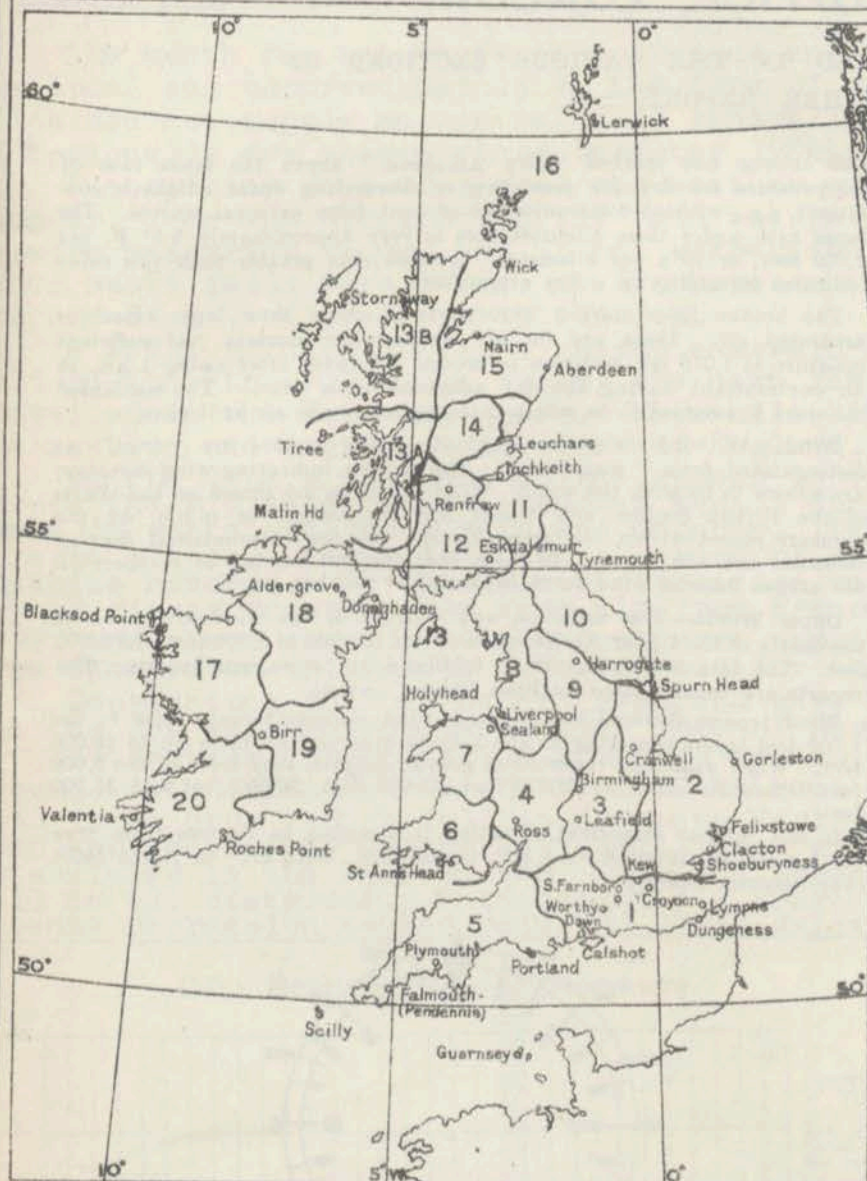 10°
5°
0°
60°
Lerwick
16
Wick
Stornoway
13B
Nairn
15
Aberdeen
14
Leuchars
Tiree
13A
Inchkeith
Renfrew
11
Malin Hd
55°
12
Eskdalemuir
Tynemouth
55°
Aldergrove
18
Donaghadee
Blacksod Point
10
13
17
Harrogate
8
9
Spurn Head
Holyhead
Liverpool
Birr
Sealand
19
Cranwell
Gorleston
7
Birmingham
2
4
3
Valentia
20
Ross
Leafield
Felixstowe
6
Clacton
Roches Point
St Anns Head
Kew
Shoeburyness
S. Farnboro
Croydon
Worthy
1
Lympne
Down
Dungeness
5
Calshot
Plymouth
Portland
50°
50°
Falmouth
(Pendennis)
Scilly
Guernsey
10°
5°W
0°